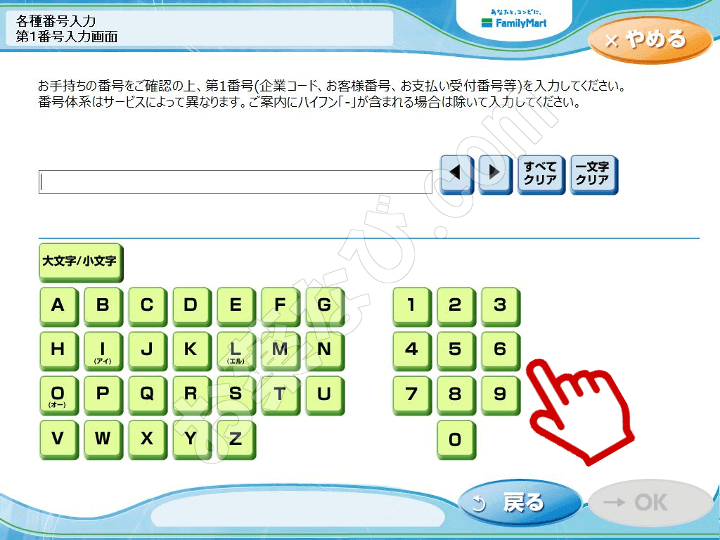 各種番号入力
第1番号入力画面
あなたと、コンビに、
FamilyMart
× やめる
お手持ちの番号をご確認の上、第1番号(企業コード、お客様番号、お支払い受付番号等)を入力してください。
番号体系はサービスによって異なります。ご案内にハイフン「-」が含まれる場合は除いて入力してください。
すべて
クリア
一文字
クリア
大文字/小文字
A B C D E F G 1 2 3
H I J K L M N 4 5 6
(アイ) (エル)
O P Q R S T U 7 8 9
(オー)
V W X Y Z 0
お薬なび.com
戻る
→ OK